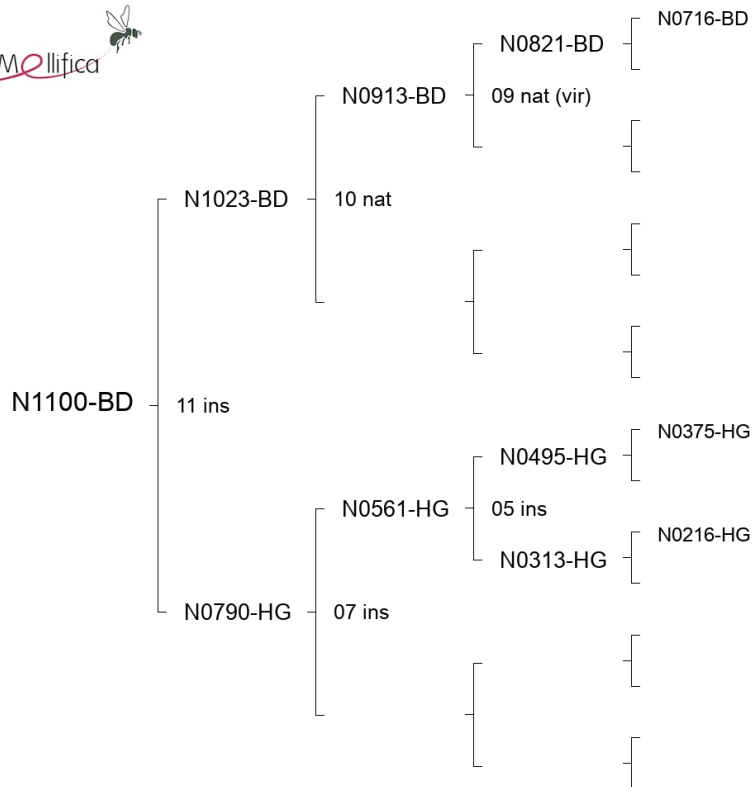 Mellifica
N0716-BD
N0821-BD
N0913-BD
09 nat (vir)
N1023-BD
10 nat
N1100-BD
11 ins
N0375-HG
N0495-HG
N0561-HG
05 ins
N0216-HG
N0313-HG
N0790-HG
07 ins